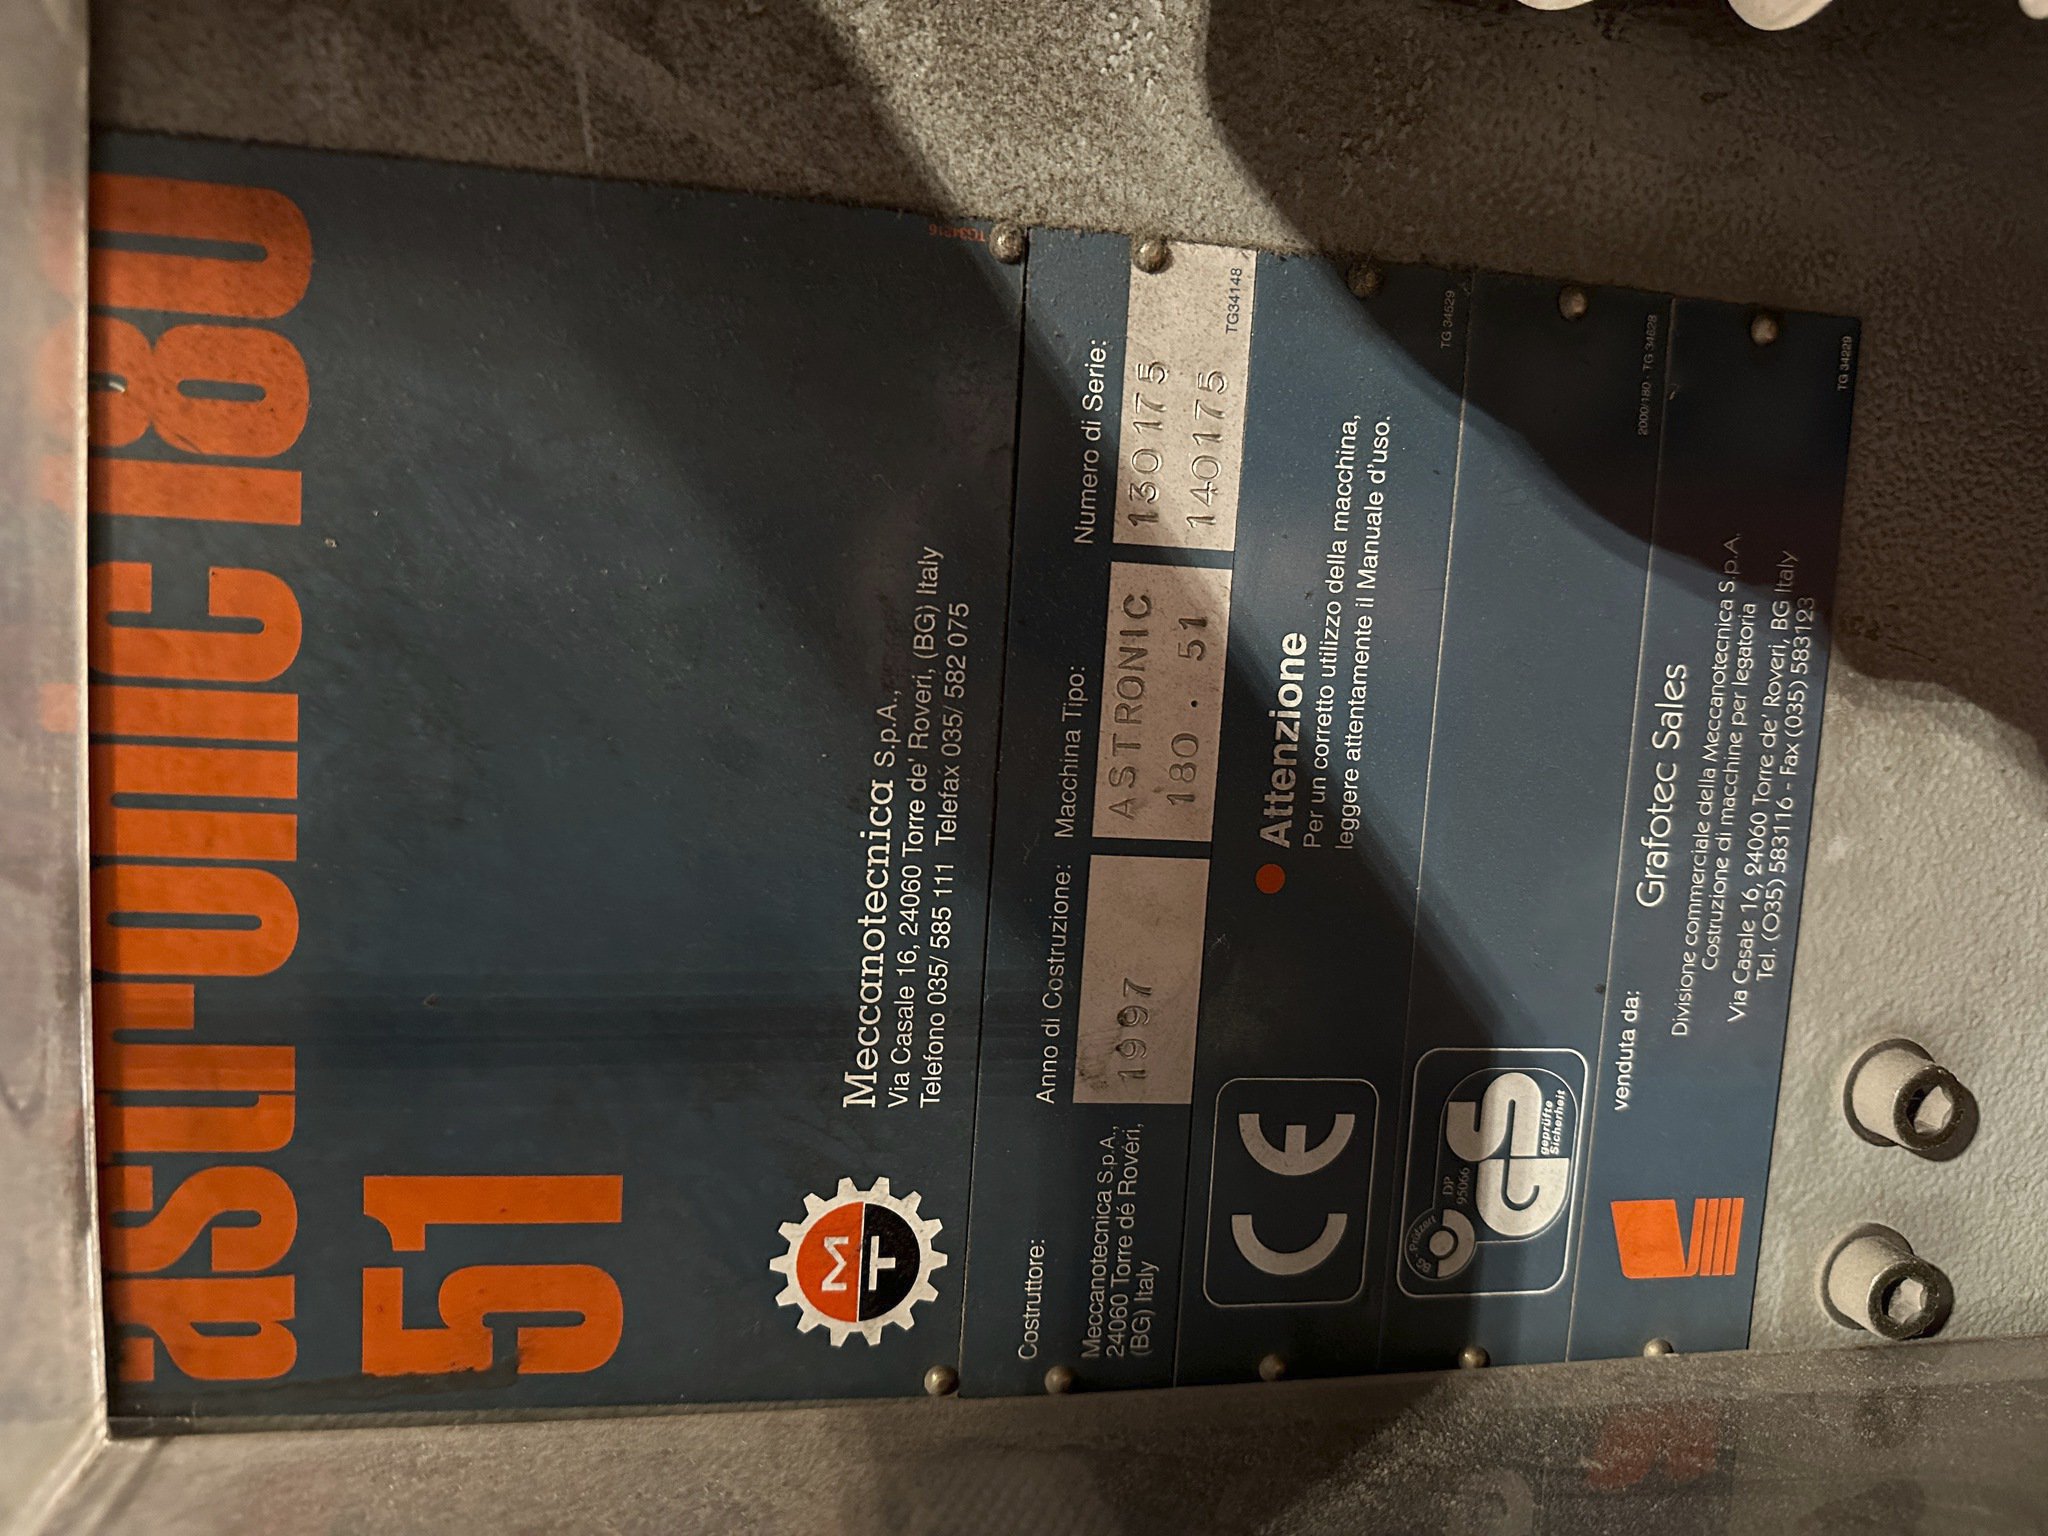 astronic 180
51
TG34216
M
T
Meccanotecnica S.p.A.,
Via Casale 16, 24060 Torre de' Roveri, (BG) Italy
Telefono 035/ 585 111 Telefax 035/ 582 075
Costruttore:
Meccanotecnica S.p.A.,
24060 Torre dé Roveri,
(BG) Italy
Anno di Costruzione:
1997
Macchina Tipo:
ASTRONIC
180 . 51
Numero di Serie:
130175
140175
TG34148
CE
Attenzione
Per un corretto utilizzo della macchina,
leggere attentamente il Manuale d'uso.
TG 34529
BG-Prüfzert
DP
95066
GS
geprüfte
Sicherheit
2000/180 - TG 34628
venduta da:
Grafotec Sales
Divisione commerciale della Meccanotecnica S.p.A.
Costruzione di macchine per legatoria
Via Casale 16, 24060 Torre de' Roveri, BG Italy
Tel. (035) 583116 - Fax (035) 583123
TG 34229